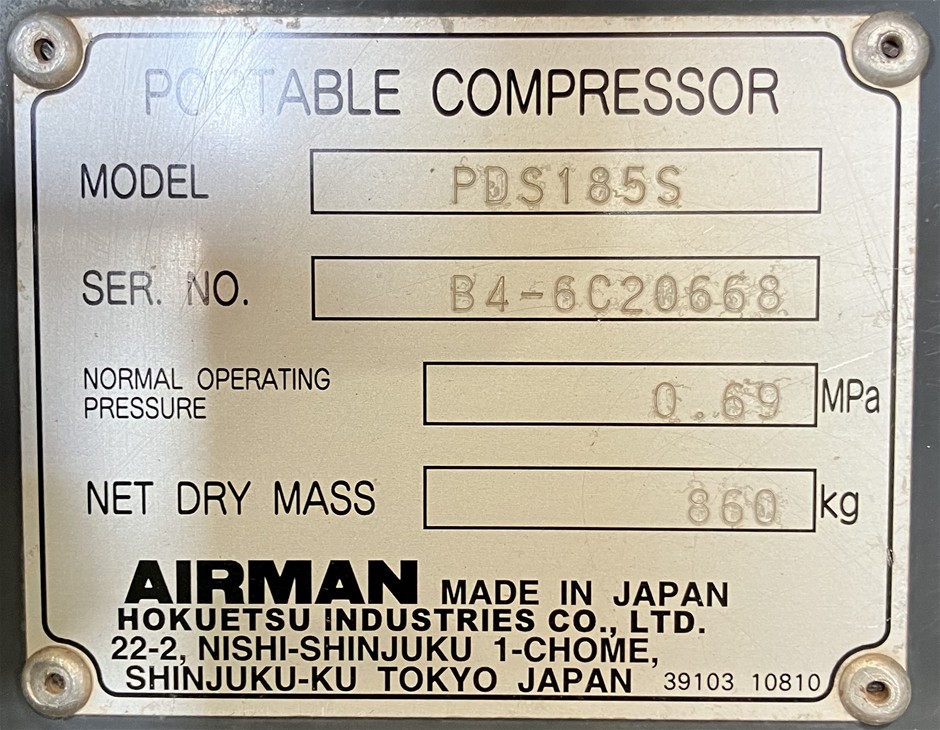 PORTABLE COMPRESSOR
MODEL PDS185S
SER. NO. B4-6C20668
NORMAL OPERATING
PRESSURE 0.69 MPa
NET DRY MASS 860 kg
AIRMAN MADE IN JAPAN
HOKUETSU INDUSTRIES CO., LTD.
22-2, NISHI-SHINJUKU 1-CHOME,
SHINJUKU-KU TOKYO JAPAN 39103 10810